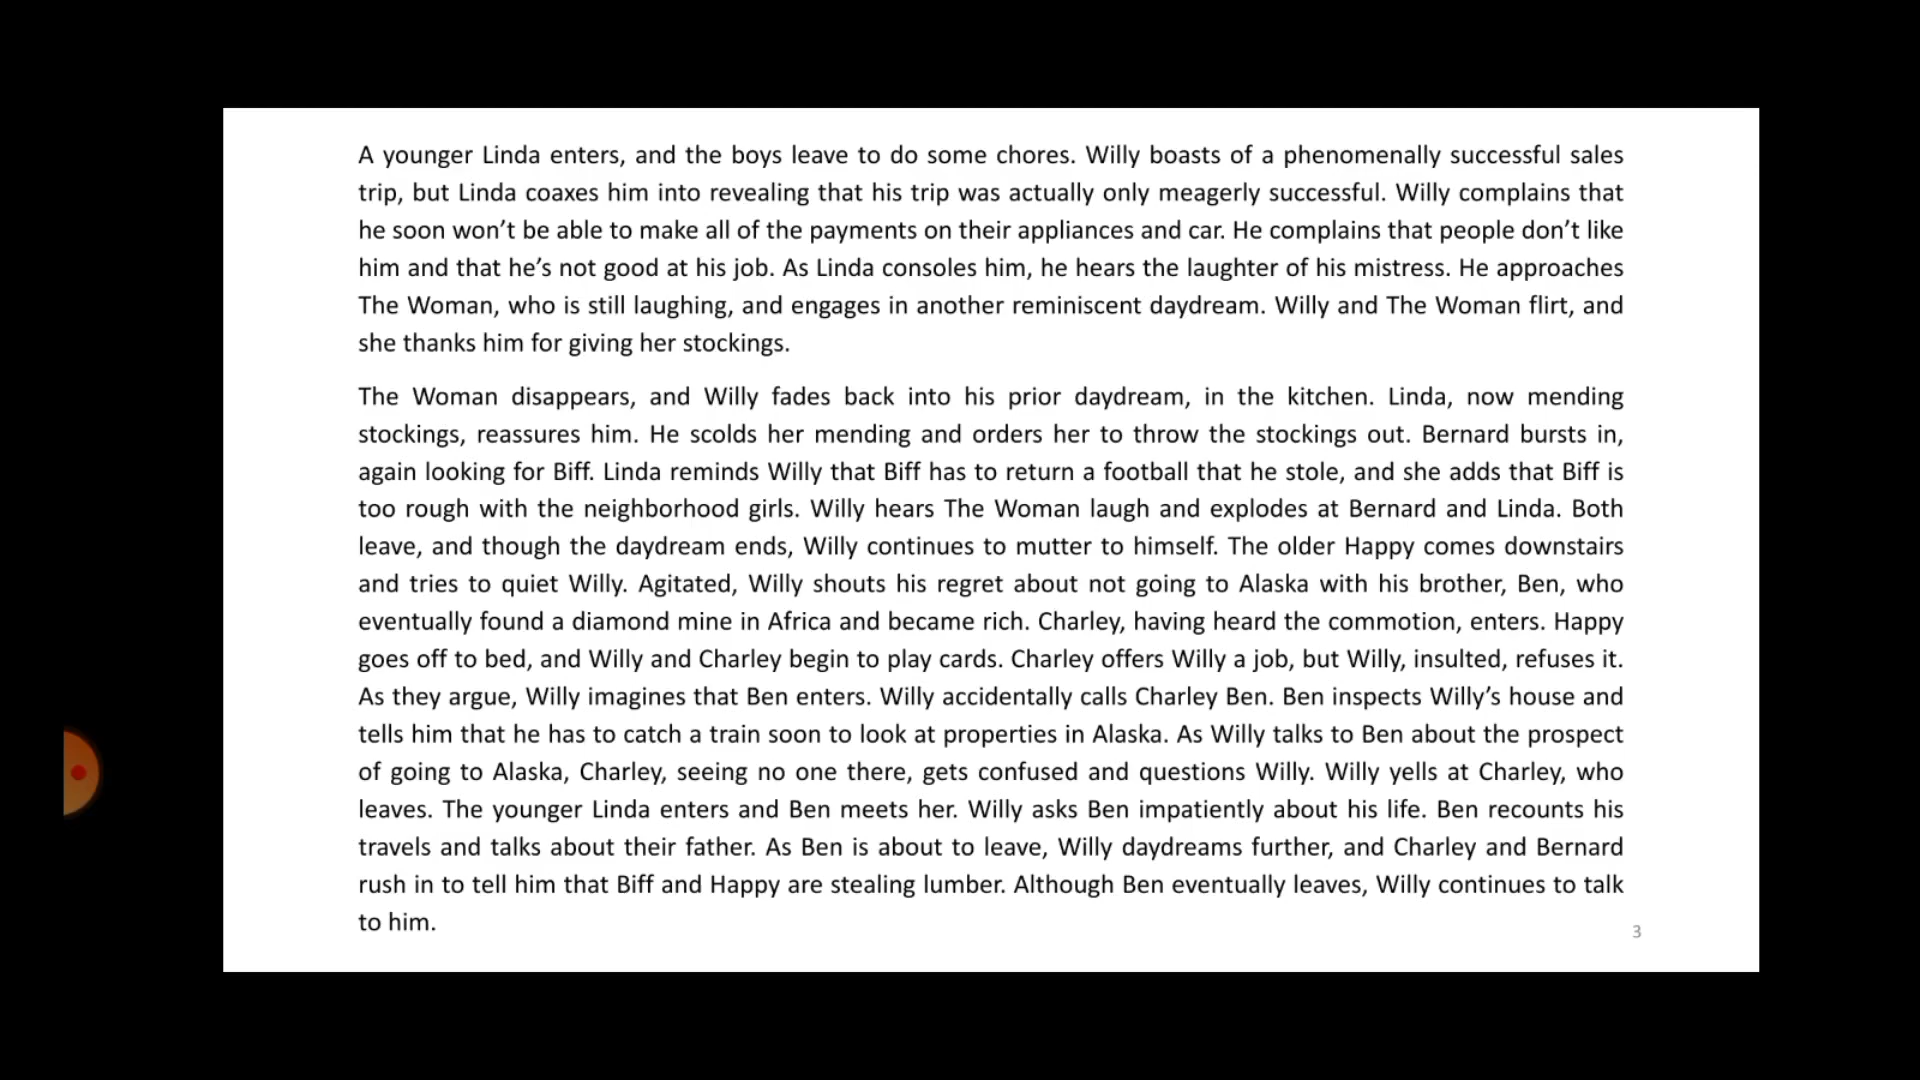 A younger Linda enters, and the boys leave to do some chores. Willy boasts of a phenomenally successful sales
trip, but Linda coaxes him into revealing that his trip was actually only meagerly successful. Willy complains that
he soon won’t be able to make all of the payments on their appliances and car. He complains that people don’t like
him and that he’s not good at his job. As Linda consoles him, he hears the laughter of his mistress. He approaches
The Woman, who is still laughing, and engages in another reminiscent daydream. Willy and The Woman flirt, and
she thanks him for giving her stockings.
The Woman disappears, and Willy fades back into his prior daydream, in the kitchen. Linda, now mending
stockings, reassures him. He scolds her mending and orders her to throw the stockings out. Bernard bursts in,
again looking for Biff. Linda reminds Willy that Biff has to return a football that he stole, and she adds that Biff is
too rough with the neighborhood girls. Willy hears The Woman laugh and explodes at Bernard and Linda. Both
leave, and though the daydream ends, Willy continues to mutter to himself. The older Happy comes downstairs
and tries to quiet Willy. Agitated, Willy shouts his regret about not going to Alaska with his brother, Ben, who
eventually found a diamond mine in Africa and became rich. Charley, having heard the commotion, enters. Happy
goes off to bed, and Willy and Charley begin to play cards. Charley offers Willy a job, but Willy, insulted, refuses it.
As they argue, Willy imagines that Ben enters. Willy accidentally calls Charley Ben. Ben inspects Willy’s house and
tells him that he has to catch a train soon to look at properties in Alaska. As Willy talks to Ben about the prospect
of going to Alaska, Charley, seeing no one there, gets confused and questions Willy. Willy yells at Charley, who
leaves. The younger Linda enters and Ben meets her. Willy asks Ben impatiently about his life. Ben recounts his
travels and talks about their father. As Ben is about to leave, Willy daydreams further, and Charley and Bernard
rush in to tell him that Biff and Happy are stealing lumber. Although Ben eventually leaves, Willy continues to talk
to him.
3